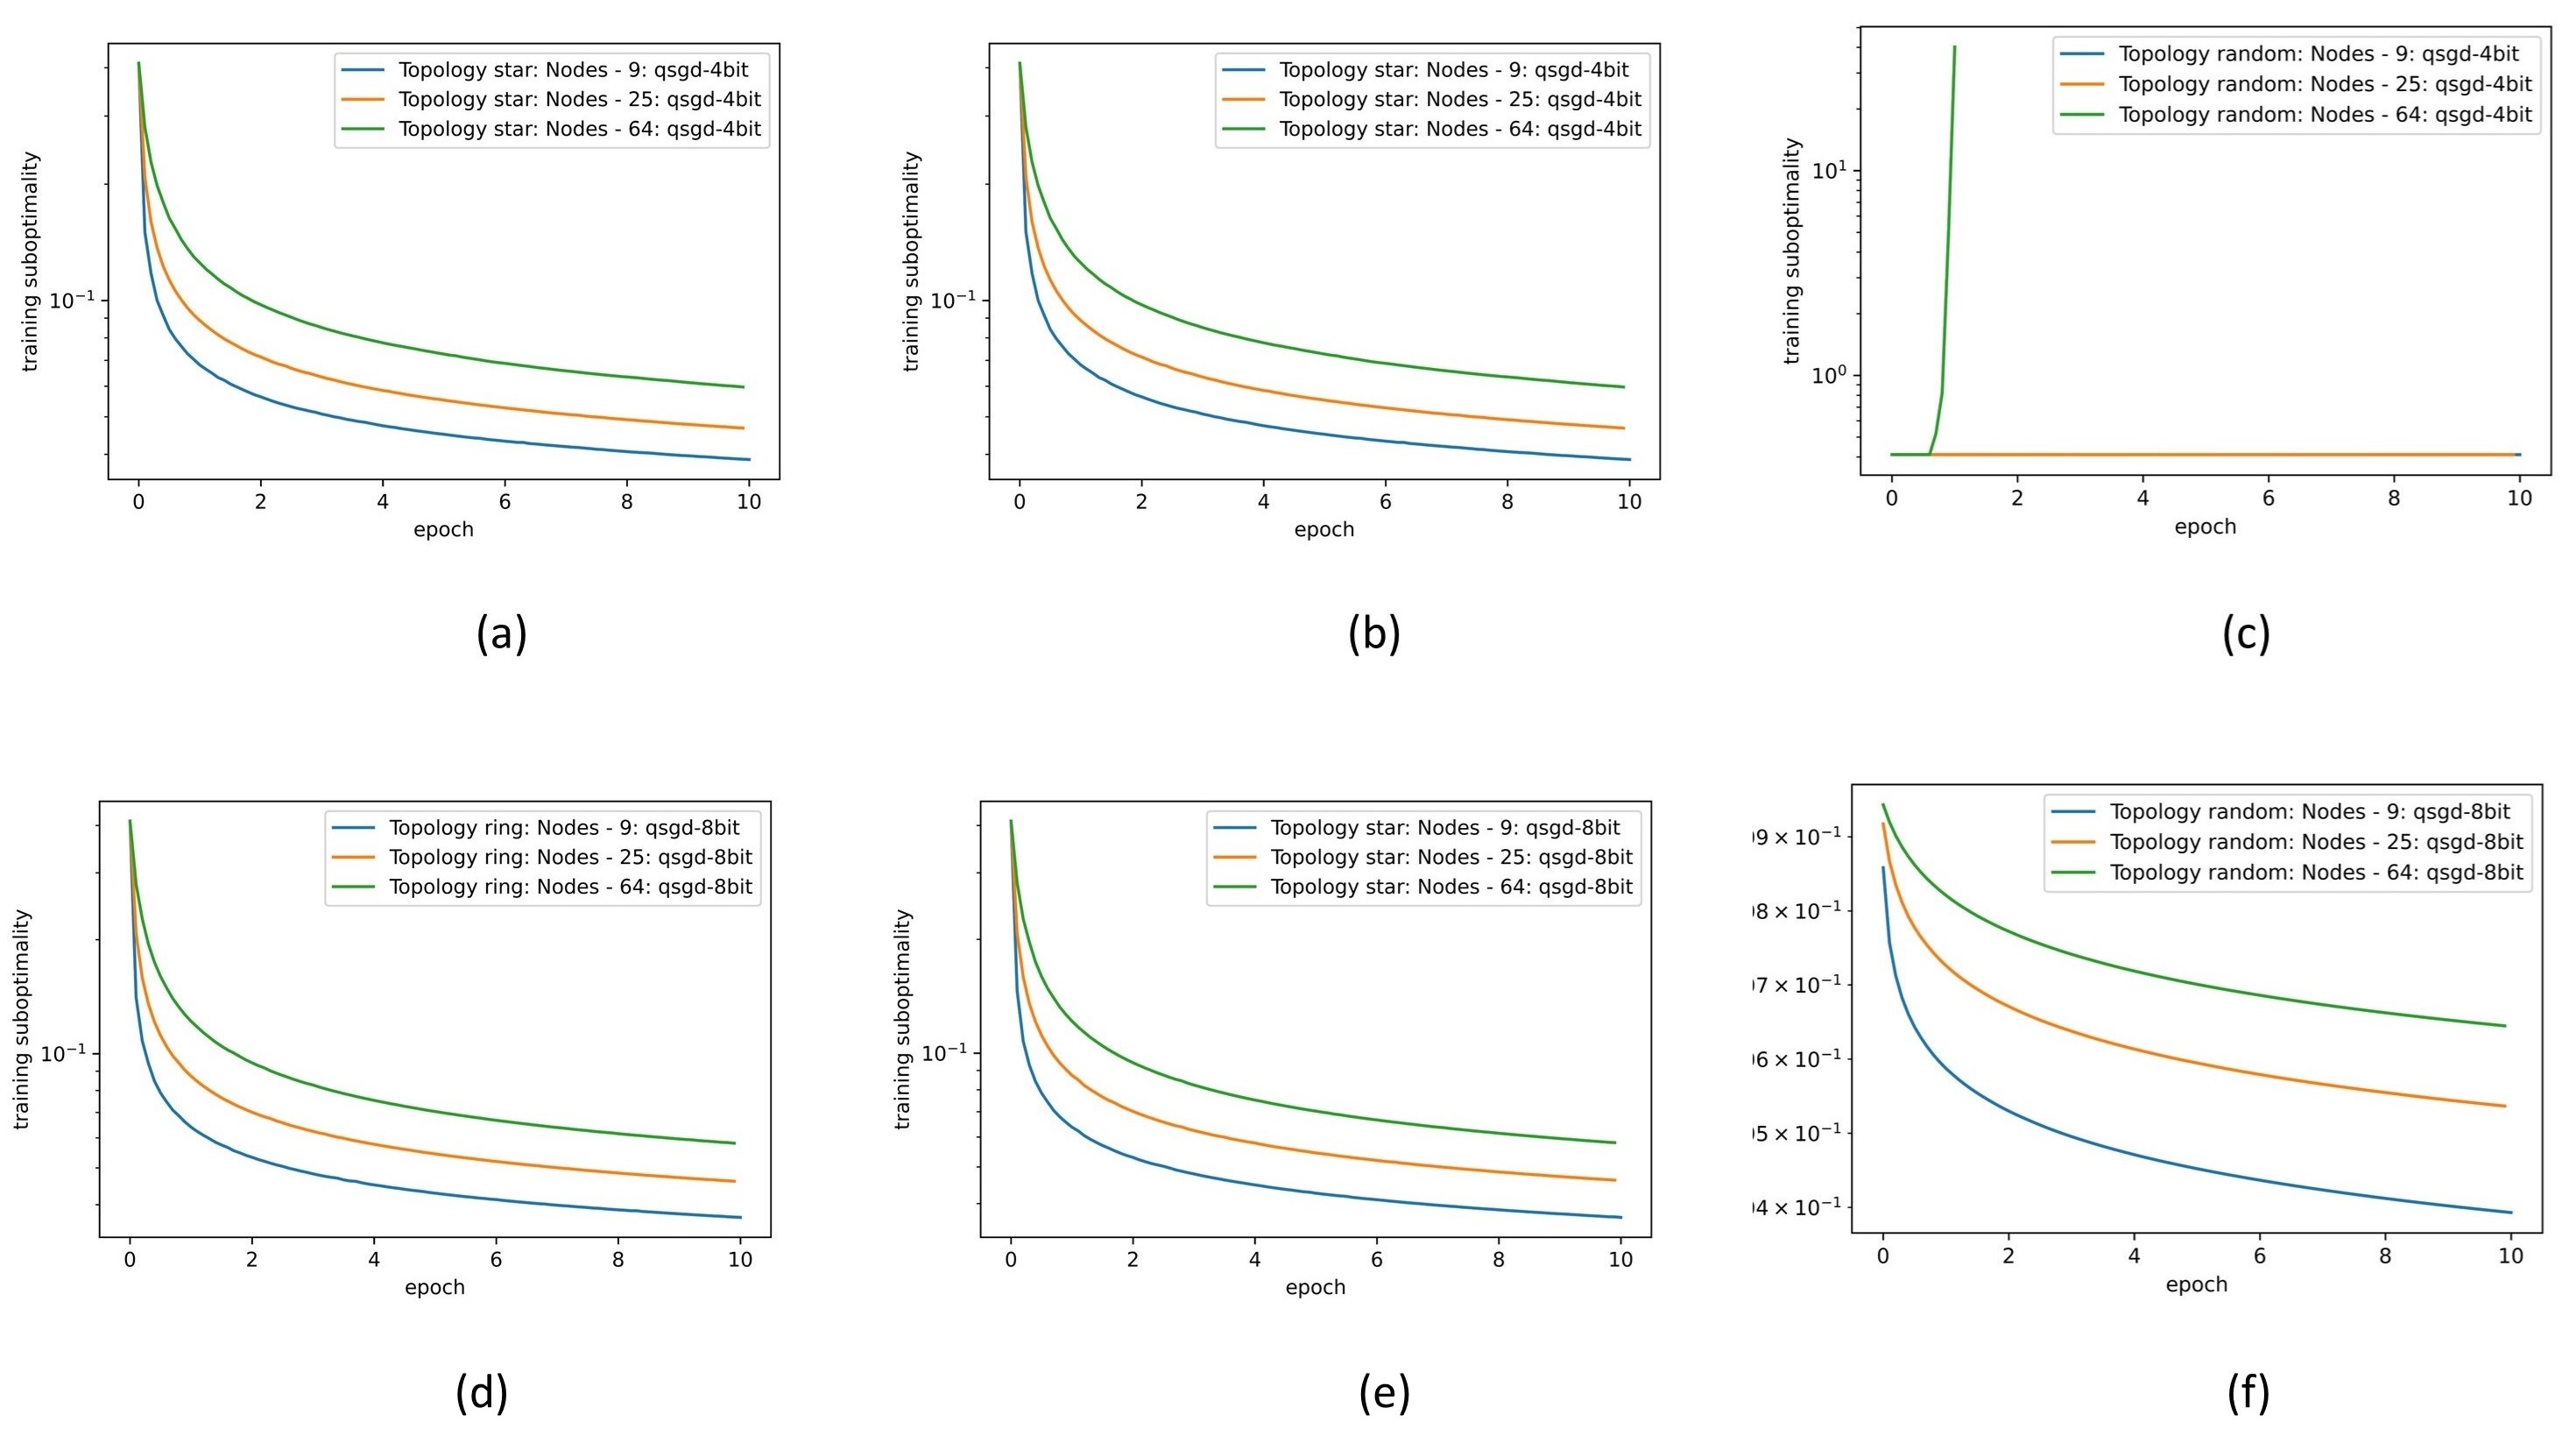 Topology star: Nodes - 9: qsgd-4bit
Topology star: Nodes - 25: qsgd-4bit
Topology star: Nodes - 64: qsgd-4bit
training suboptimality
10⁻¹
0 2 4 6 8 10
epoch
(a)
Topology star: Nodes - 9: qsgd-4bit
Topology star: Nodes - 25: qsgd-4bit
Topology star: Nodes - 64: qsgd-4bit
training suboptimality
10⁻¹
0 2 4 6 8 10
epoch
(b)
Topology random: Nodes - 9: qsgd-4bit
Topology random: Nodes - 25: qsgd-4bit
Topology random: Nodes - 64: qsgd-4bit
training suboptimality
10¹
10⁰
0 2 4 6 8 10
epoch
(c)
Topology ring: Nodes - 9: qsgd-8bit
Topology ring: Nodes - 25: qsgd-8bit
Topology ring: Nodes - 64: qsgd-8bit
training suboptimality
10⁻¹
0 2 4 6 8 10
epoch
(d)
Topology star: Nodes - 9: qsgd-8bit
Topology star: Nodes - 25: qsgd-8bit
Topology star: Nodes - 64: qsgd-8bit
training suboptimality
10⁻¹
0 2 4 6 8 10
epoch
(e)
Topology random: Nodes - 9: qsgd-8bit
Topology random: Nodes - 25: qsgd-8bit
Topology random: Nodes - 64: qsgd-8bit
9 × 10⁻¹
8 × 10⁻¹
7 × 10⁻¹
6 × 10⁻¹
5 × 10⁻¹
4 × 10⁻¹
0 2 4 6 8 10
epoch
(f)